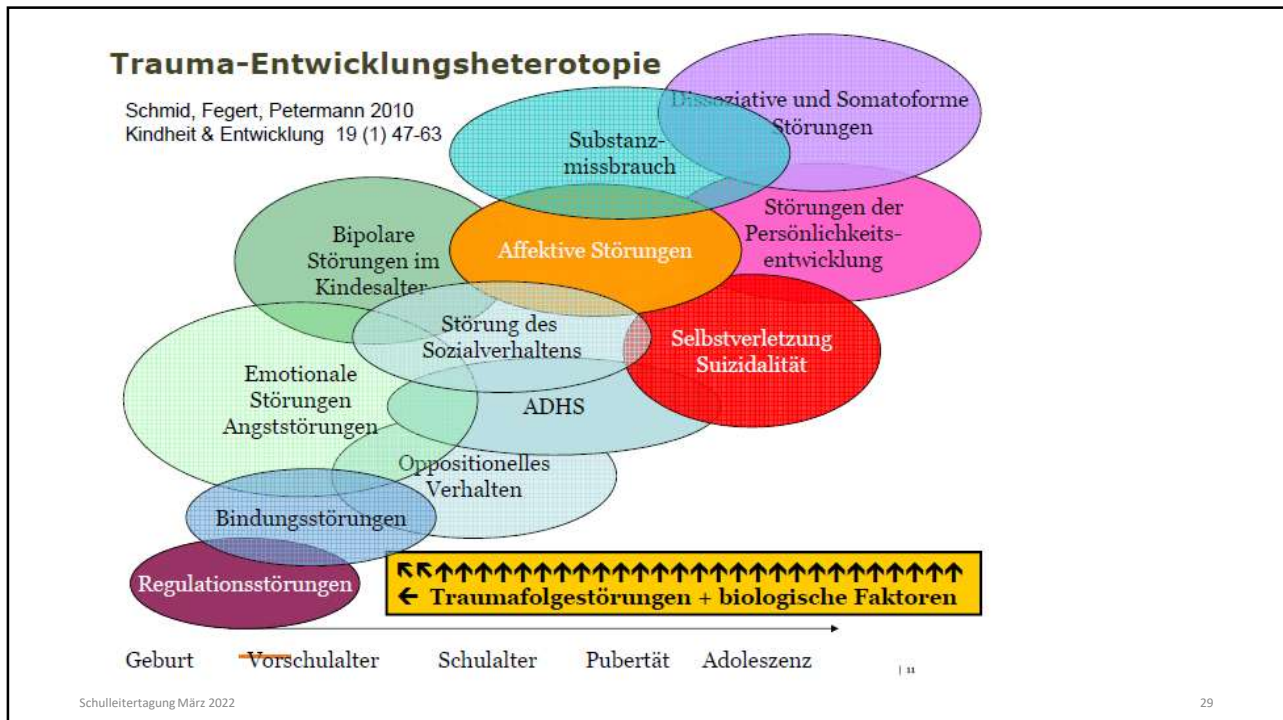 Trauma-Entwicklungsheterotopie
Schmid, Fegert, Petermann 2010
Kindheit & Entwicklung 19 (1) 47-63
Dissoziative und Somatoforme
Störungen
Substanz-
missbrauch
Störungen der
Persönlichkeits-
entwicklung
Bipolare
Störungen im
Kindesalter
Affektive Störungen
Störung des
Sozialverhaltens
Selbstverletzung
Suizidalität
Emotionale
Störungen
Angststörungen
ADHS
Oppositionelles
Verhalten
Bindungsstörungen
Regulationsstörungen
← Traumafolgestörungen + biologische Faktoren
Geburt Vorschulalter Schulalter Pubertät Adoleszenz
| 11
Schulleitertagung März 2022
29